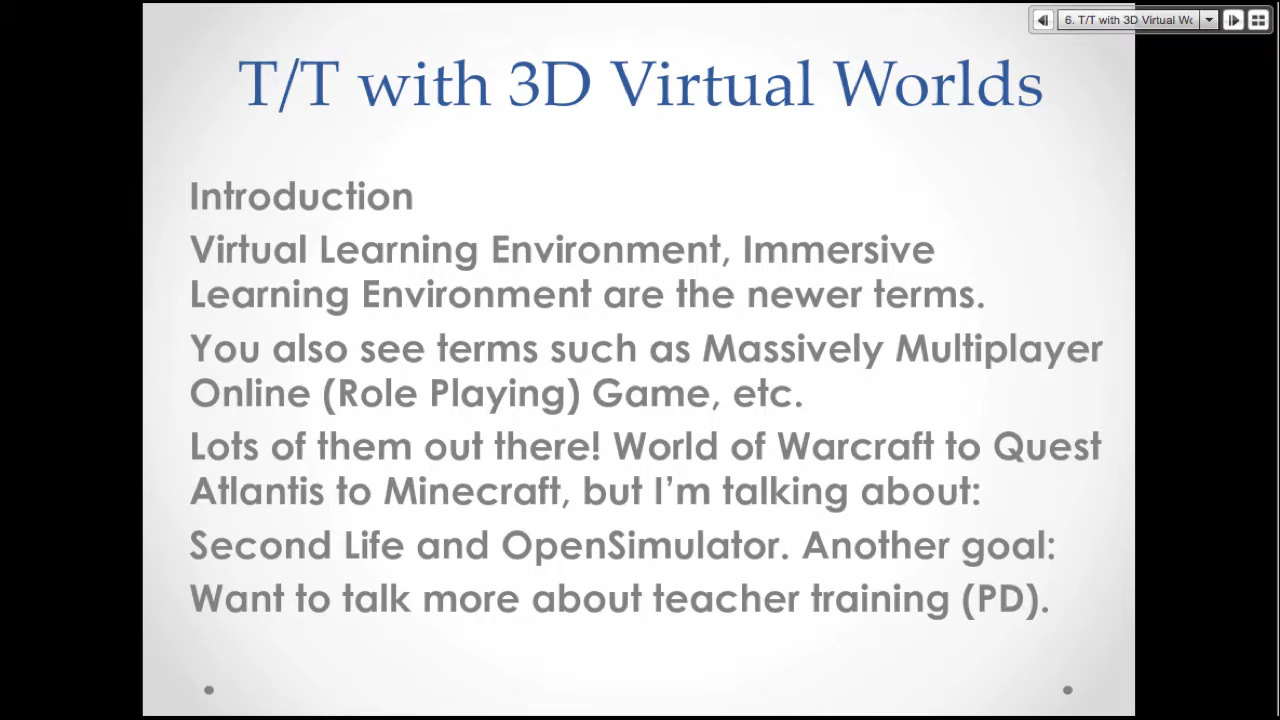 6. T/T with 3D Virtual Wo
T/T with 3D Virtual Worlds
Introduction
Virtual Learning Environment, Immersive
Learning Environment are the newer terms.
You also see terms such as Massively Multiplayer
Online (Role Playing) Game, etc.
Lots of them out there! World of Warcraft to Quest
Atlantis to Minecraft, but I’m talking about:
Second Life and OpenSimulator. Another goal:
Want to talk more about teacher training (PD).